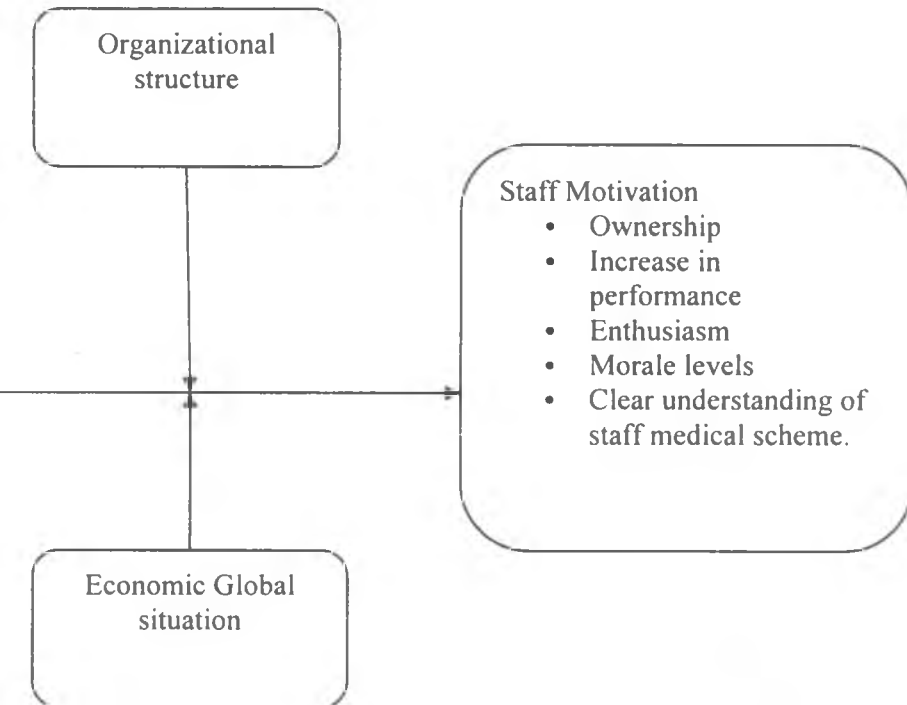 Organizational
structure
Staff Motivation
• Ownership
• Increase in
performance
• Enthusiasm
• Morale levels
• Clear understanding of
staff medical scheme.
Economic Global
situation